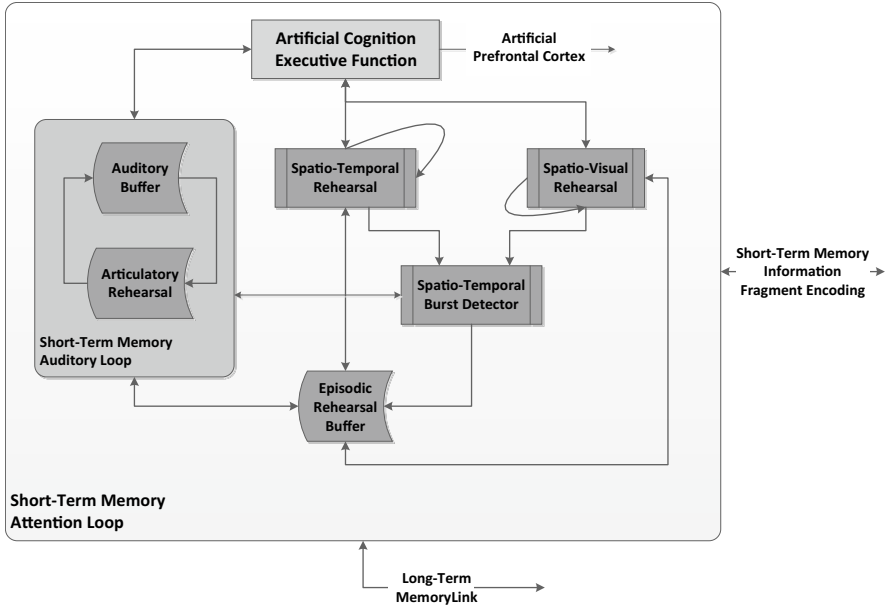 Artificial Cognition
Executive Function
Artificial
Prefrontal Cortex
Auditory
Buffer
Spatio-Temporal
Rehearsal
Spatio-Visual
Rehearsal
Articulatory
Rehearsal
Spatio-Temporal
Burst Detector
Short-Term Memory
Information
Fragment Encoding
Short-Term Memory
Auditory Loop
Episodic
Rehearsal
Buffer
Short-Term Memory
Attention Loop
Long-Term
MemoryLink